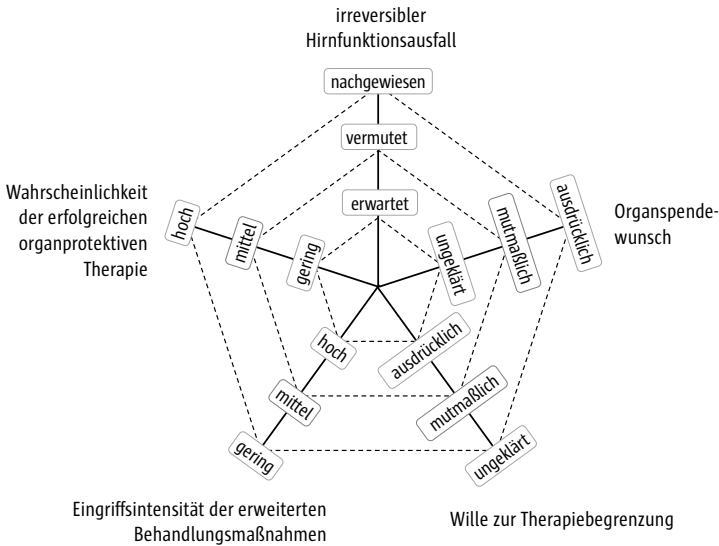 irreversibler
Hirnfunktionsausfall
nachgewiesen
vermutet
erwartet
Wahrscheinlichkeit
der erfolgreichen
organprotektiven
Therapie
hoch
mittel
gering
ungeklärt
mutmaßlich
ausdrücklich
Organspende-
wunsch
hoch
mittel
gering
ausdrücklich
mutmaßlich
ungeklärt
Eingriffsintensität der erweiterten
Behandlungsmaßnahmen
Wille zur Therapiebegrenzung